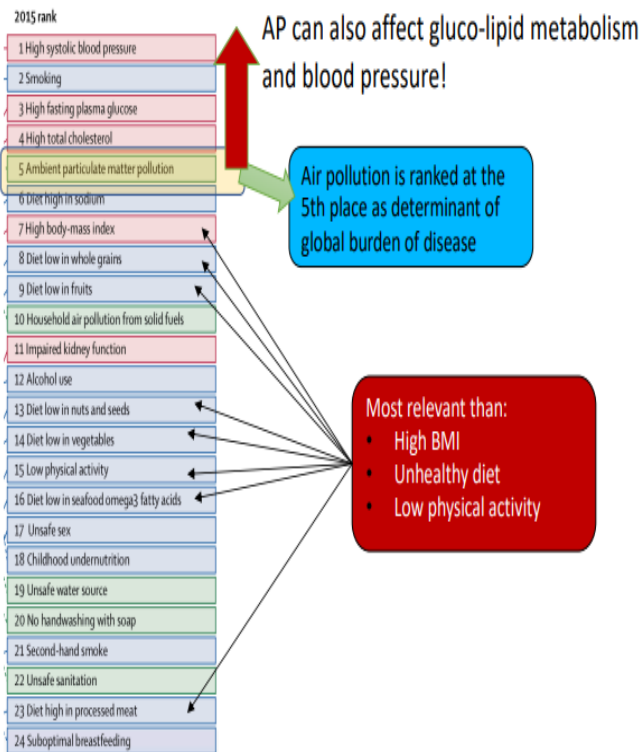 2015 rank
1 High systolic blood pressure
2 Smoking
3 High fasting plasma glucose
4 High total cholesterol
5 Ambient particulate matter pollution
6 Diet high in sodium
7 High body-mass index
8 Diet low in whole grains
9 Diet low in fruits
10 Household air pollution from solid fuels
11 Impaired kidney function
12 Alcohol use
13 Diet low in nuts and seeds
14 Diet low in vegetables
15 Low physical activity
16 Diet low in seafood omega3 fatty acids
17 Unsafe sex
18 Childhood undernutrition
19 Unsafe water source
20 No handwashing with soap
21 Second-hand smoke
22 Unsafe sanitation
23 Diet high in processed meat
24 Suboptimal breastfeeding
AP can also affect gluco-lipid metabolism
and blood pressure!
Air pollution is ranked at the
5th place as determinant of
global burden of disease
Most relevant than:
• High BMI
• Unhealthy diet
• Low physical activity